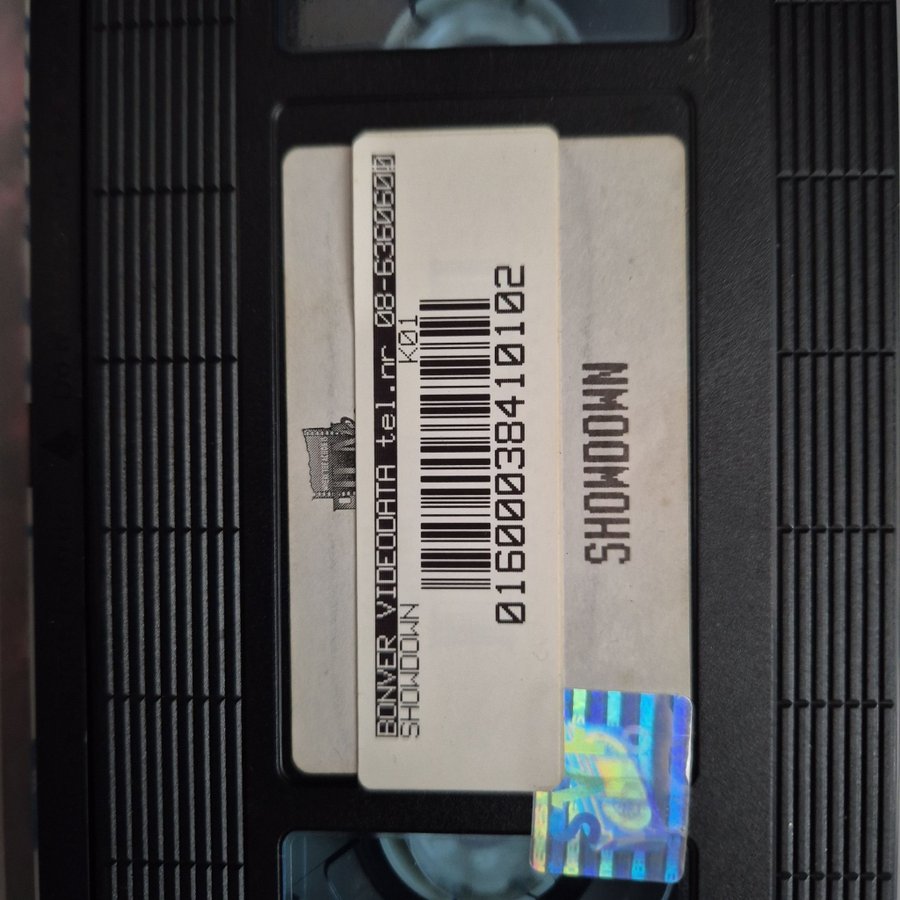 BONVER VIDEODATA tel.nr 08-6360600
SHOWDOWN K01
01600038410102
SHOWDOWN